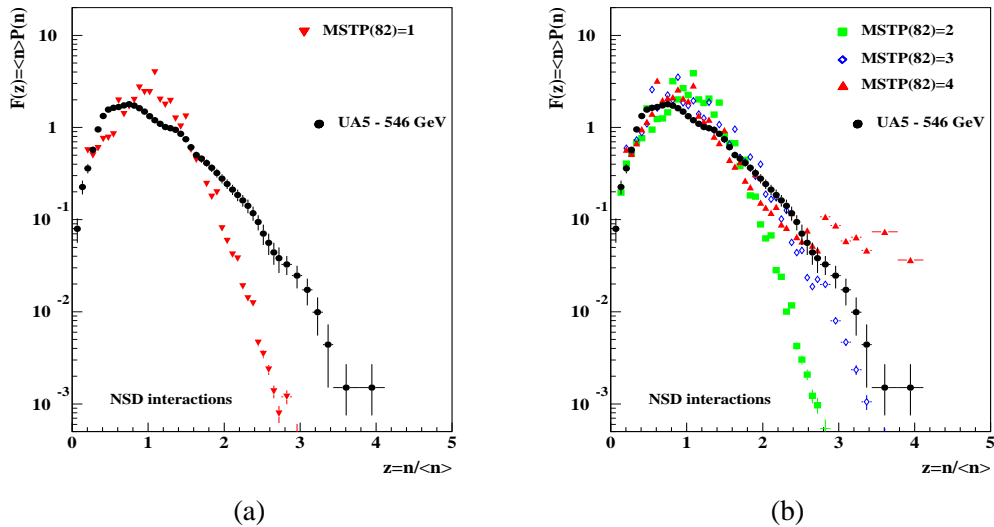 F(z)=<n>P(n)
MSTP(82)=1
UA5 - 546 GeV
10
1
10 -1
10 -2
10 -3
NSD interactions
0 1 2 3 4 5
z=n/<n>
(a)
F(z)=<n>P(n)
MSTP(82)=2
MSTP(82)=3
MSTP(82)=4
UA5 - 546 GeV
10
1
10 -1
10 -2
10 -3
NSD interactions
0 1 2 3 4 5
z=n/<n>
(b)